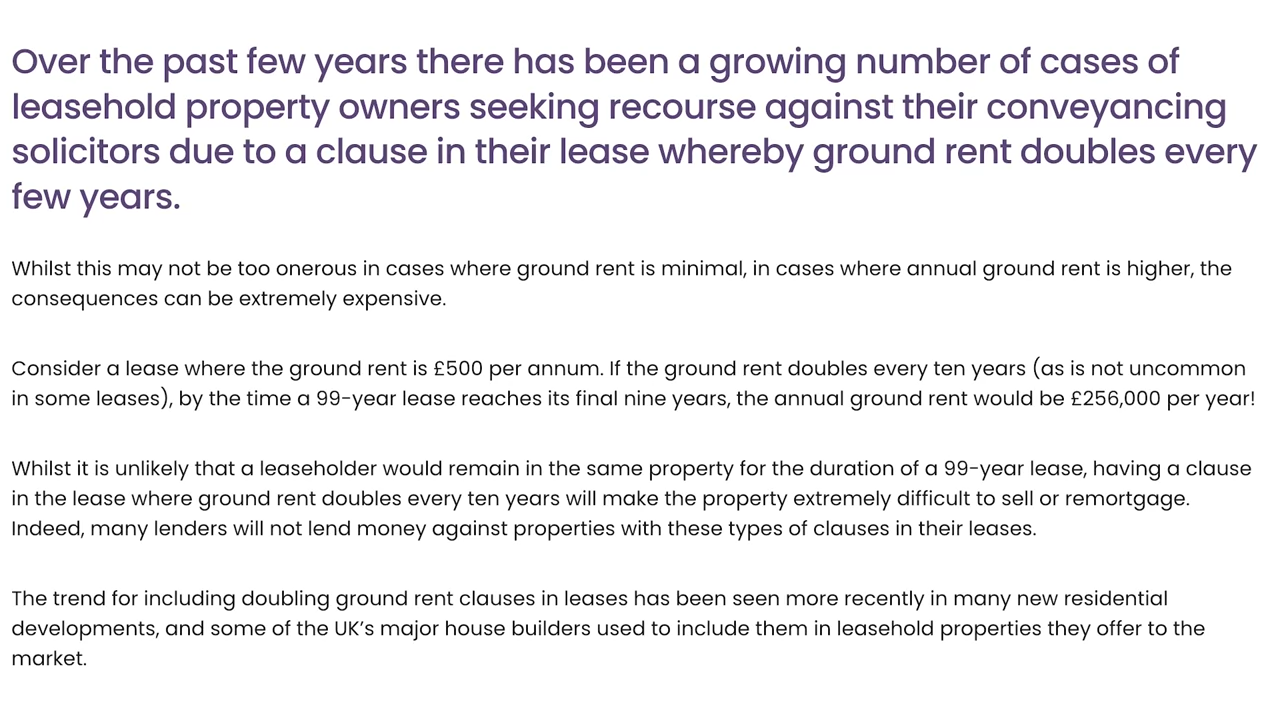 Over the past few years there has been a growing number of cases of
leasehold property owners seeking recourse against their conveyancing
solicitors due to a clause in their lease whereby ground rent doubles every
few years.
Whilst this may not be too onerous in cases where ground rent is minimal, in cases where annual ground rent is higher, the
consequences can be extremely expensive.
Consider a lease where the ground rent is £500 per annum. If the ground rent doubles every ten years (as is not uncommon
in some leases), by the time a 99-year lease reaches its final nine years, the annual ground rent would be £256,000 per year!
Whilst it is unlikely that a leaseholder would remain in the same property for the duration of a 99-year lease, having a clause
in the lease where ground rent doubles every ten years will make the property extremely difficult to sell or remortgage.
Indeed, many lenders will not lend money against properties with these types of clauses in their leases.
The trend for including doubling ground rent clauses in leases has been seen more recently in many new residential
developments, and some of the UK’s major house builders used to include them in leasehold properties they offer to the
market.